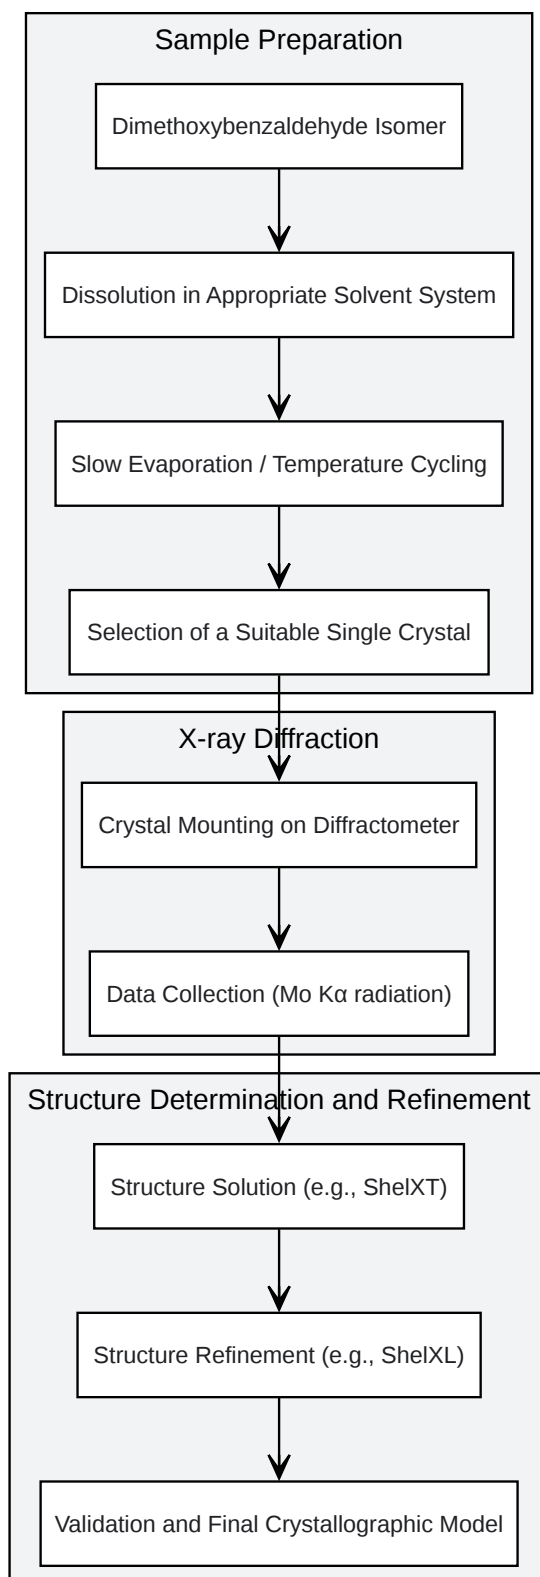 Sample Preparation
Dimethoxybenzaldehyde Isomer
Dissolution in Appropriate Solvent System
Slow Evaporation / Temperature Cycling
Selection of a Suitable Single Crystal
X-ray Diffraction
Crystal Mounting on Diffractometer
Data Collection (Mo Kα radiation)
Structure Determination and Refinement
Structure Solution (e.g., ShelXT)
Structure Refinement (e.g., ShelXL)
Validation and Final Crystallographic Model